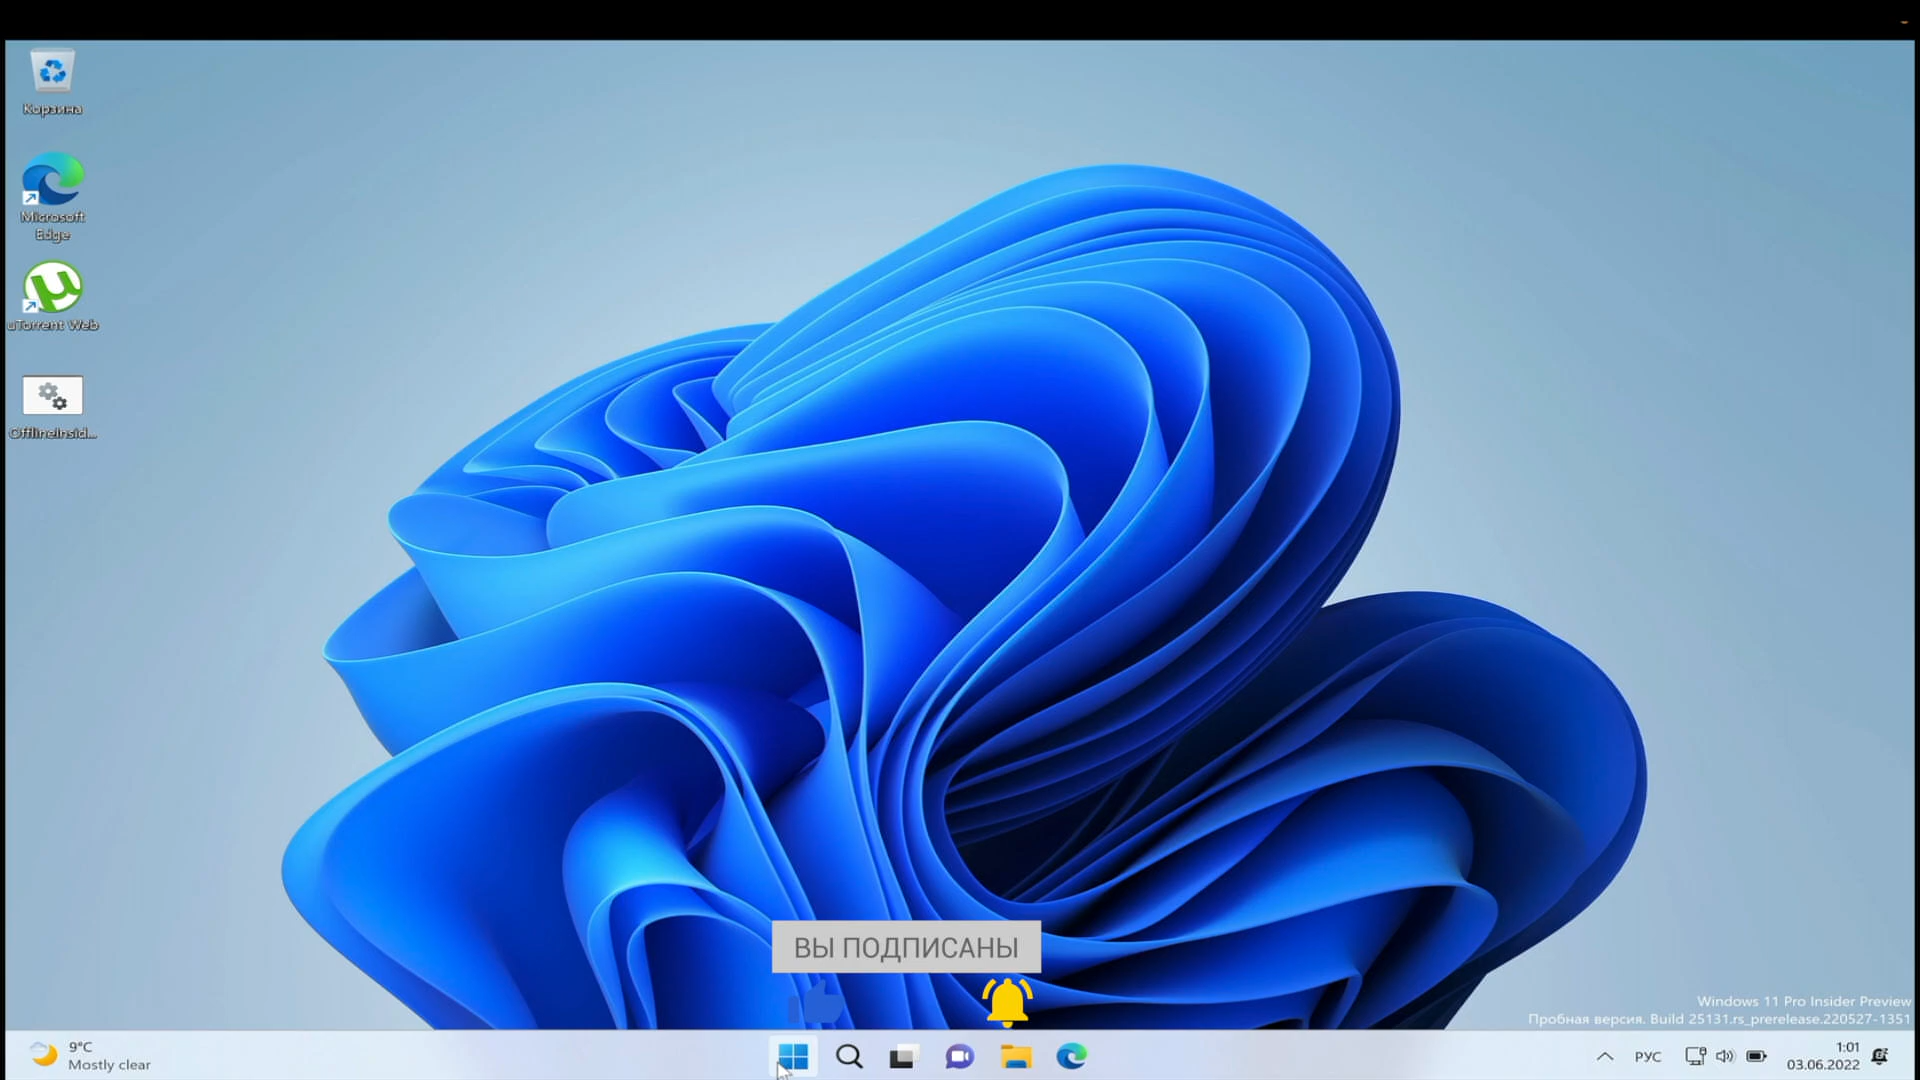 Корзина
Microsoft
Edge
uTorrent Web
OfflineInsid...
ВЫ ПОДПИСАНЫ
Windows 11 Pro Insider Preview
Пробная версия. Build 25131.rs_prerelease.220527-1351
9°C
Mostly clear
РУС
1:01
03.06.2022